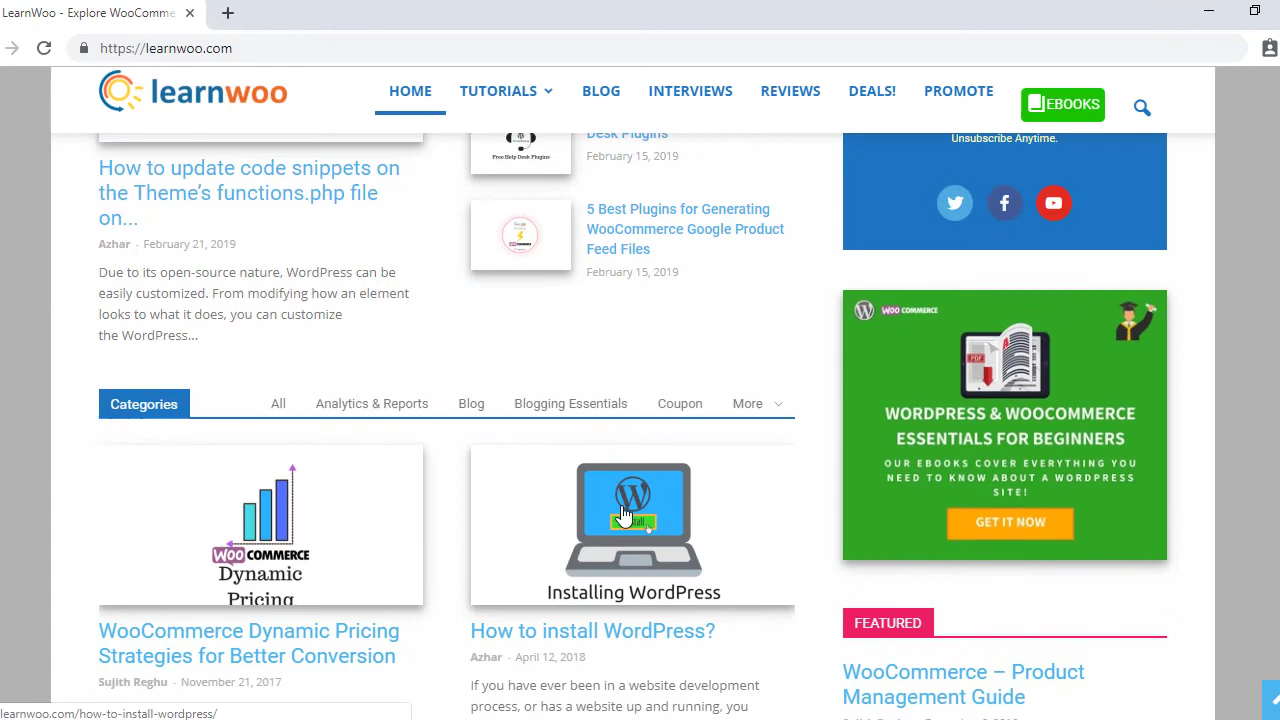 LearnWoo - Explore WooComme
https://learnwoo.com
learnwoo
HOME
TUTORIALS
BLOG
INTERVIEWS
REVIEWS
DEALS!
PROMOTE
EBOOKS
How to update code snippets on
the Theme's functions.php file
on...
Azhar - February 21, 2019
Due to its open-source nature, WordPress can be
easily customized. From modifying how an element
looks to what it does, you can customize
the WordPress...
Free Help Desk Plugins
Desk Plugins
February 15, 2019
5 Best Plugins for Generating
WooCommerce Google Product
Feed Files
February 15, 2019
Unsubscribe Anytime.
WOO COMMERCE
PDF
WORDPRESS & WOOCOMMERCE
ESSENTIALS FOR BEGINNERS
OUR EBOOKS COVER EVERYTHING YOU
NEED TO KNOW ABOUT A WORDPRESS
SITE!
GET IT NOW
Categories
All
Analytics & Reports
Blog
Blogging Essentials
Coupon
More
WOO COMMERCE
Dynamic
Pricing
WooCommerce Dynamic Pricing
Strategies for Better Conversion
Sujith Reghu - November 21, 2017
Installing WordPress
How to install WordPress?
Azhar - April 12, 2018
If you have ever been in a website development
process, or has a website up and running, you
FEATURED
WooCommerce – Product
Management Guide
learnwoo.com/how-to-install-wordpress/